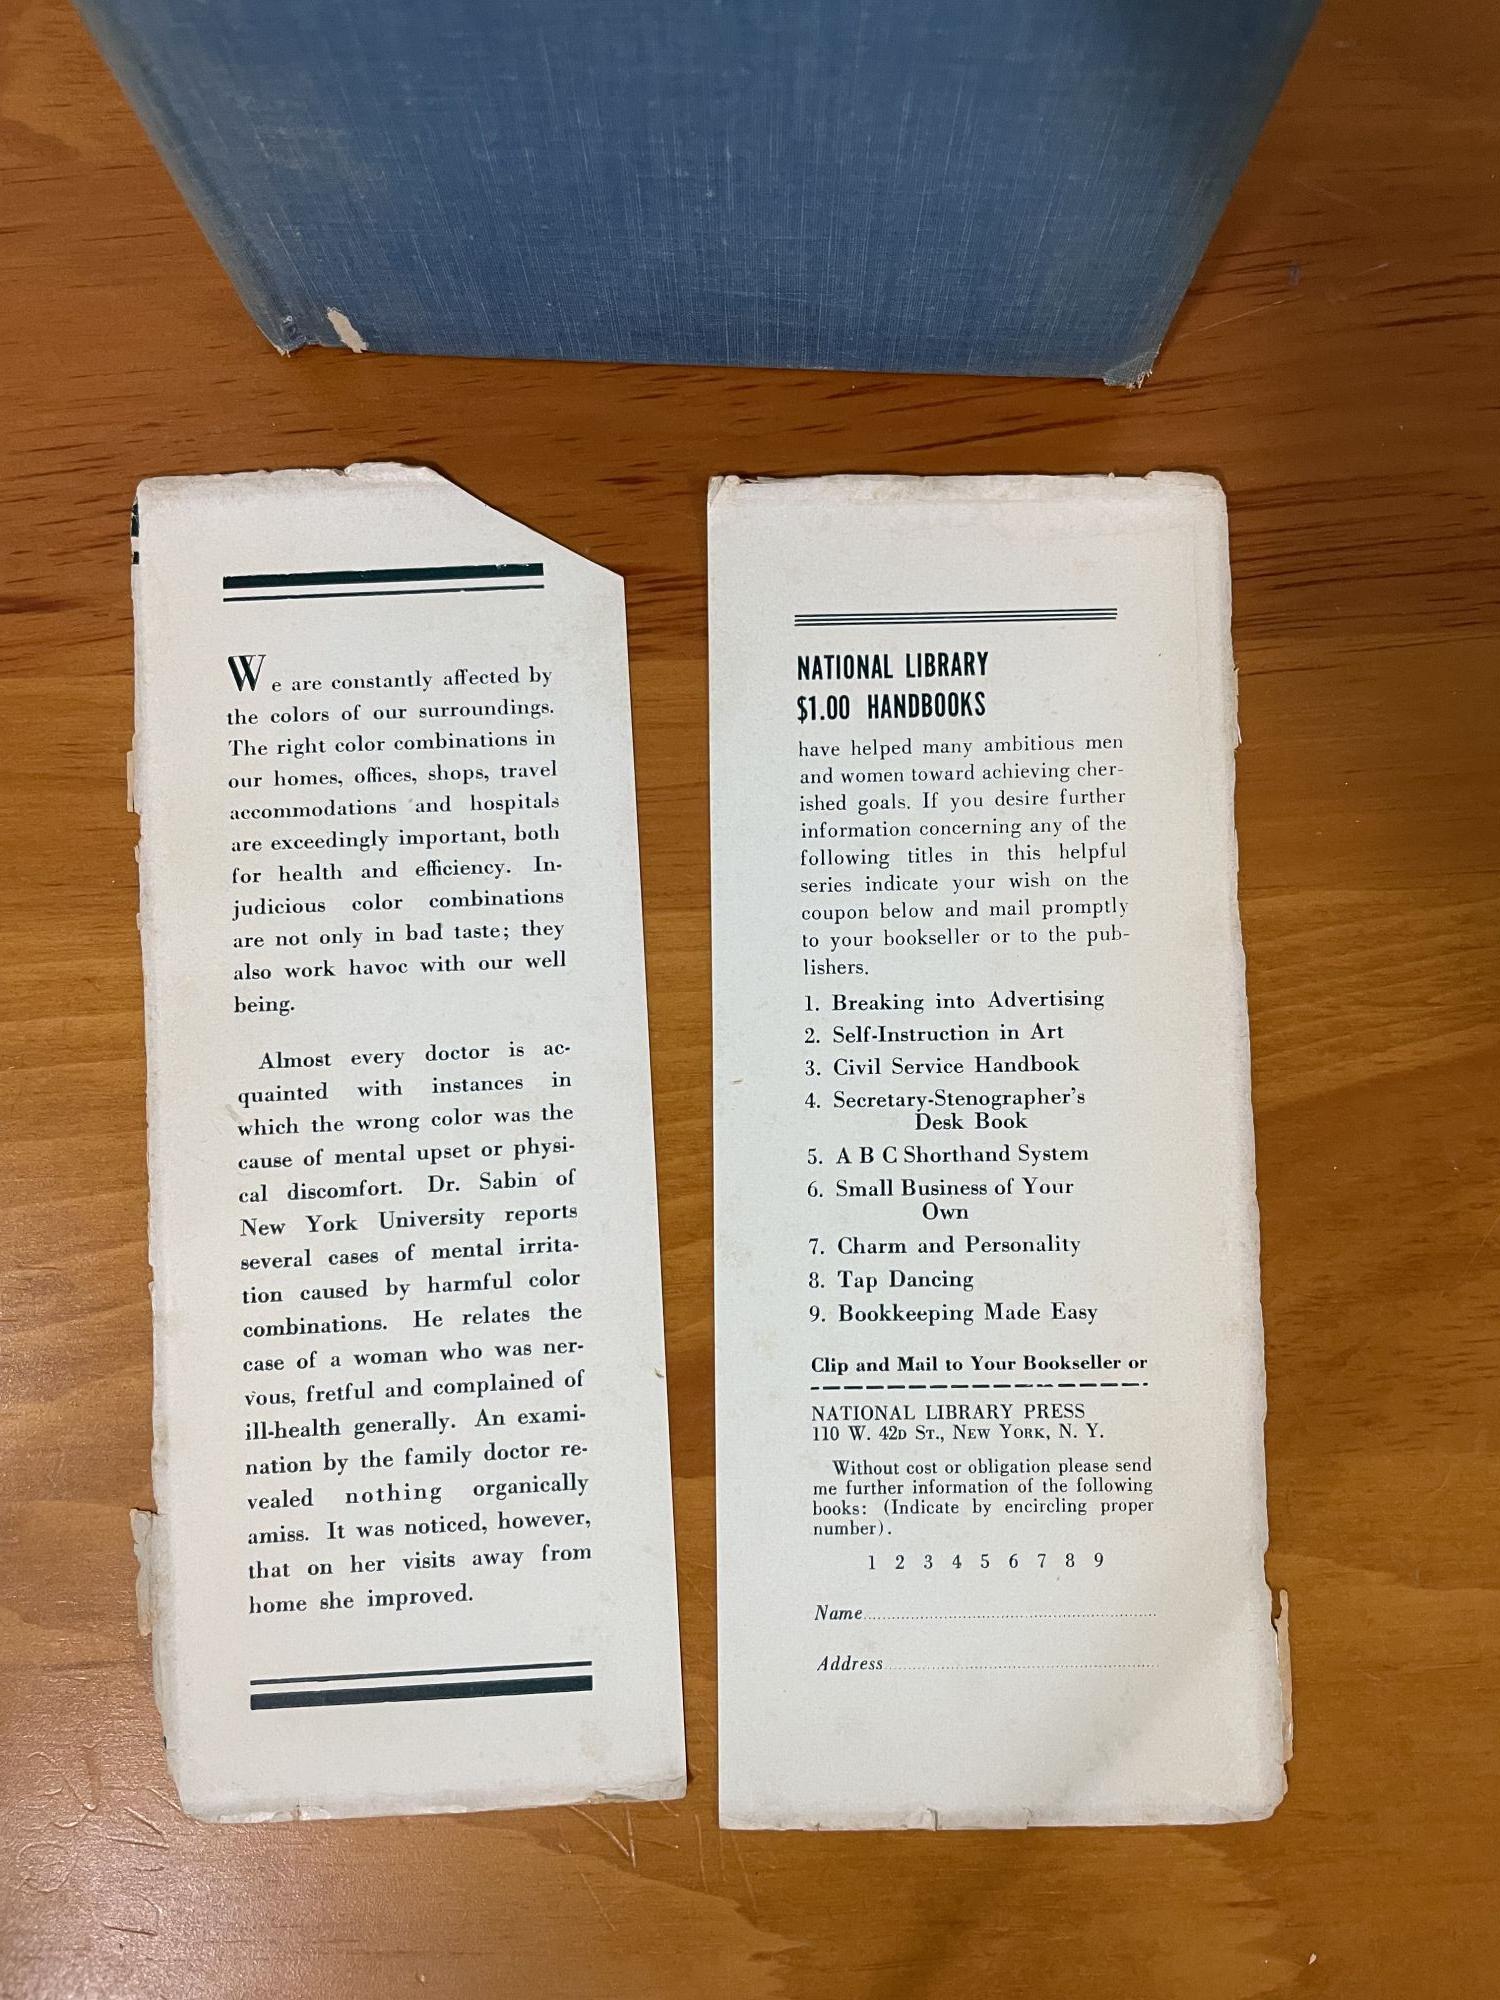 We are constantly affected by
the colors of our surroundings.
The right color combinations in
our homes, offices, shops, travel
accommodations and hospitals
are exceedingly important, both
for health and efficiency. In-
judicious color combinations
are not only in bad taste; they
also work havoc with our well
being.
Almost every doctor is ac-
quainted with instances in
which the wrong color was the
cause of mental upset or physi-
cal discomfort. Dr. Sabin of
New York University reports
several cases of mental irrita-
tion caused by harmful color
combinations. He relates the
case of a woman who was ner-
vous, fretful and complained of
ill-health generally. An exami-
nation by the family doctor re-
vealed nothing organically
amiss. It was noticed, however,
that on her visits away from
home she improved.
NATIONAL LIBRARY
$1.00 HANDBOOKS
have helped many ambitious men
and women toward achieving cher-
ished goals. If you desire further
information concerning any of the
following titles in this helpful
series indicate your wish on the
coupon below and mail promptly
to your bookseller or to the pub-
lishers.
1. Breaking into Advertising
2. Self-Instruction in Art
3. Civil Service Handbook
4. Secretary-Stenographer's
Desk Book
5. A B C Shorthand System
6. Small Business of Your
Own
7. Charm and Personality
8. Tap Dancing
9. Bookkeeping Made Easy
Clip and Mail to Your Bookseller or
NATIONAL LIBRARY PRESS
110 W. 42D ST., NEW YORK, N. Y.
Without cost or obligation please send
me further information of the following
books: (Indicate by encircling proper
number).
1 2 3 4 5 6 7 8 9
Name
Address